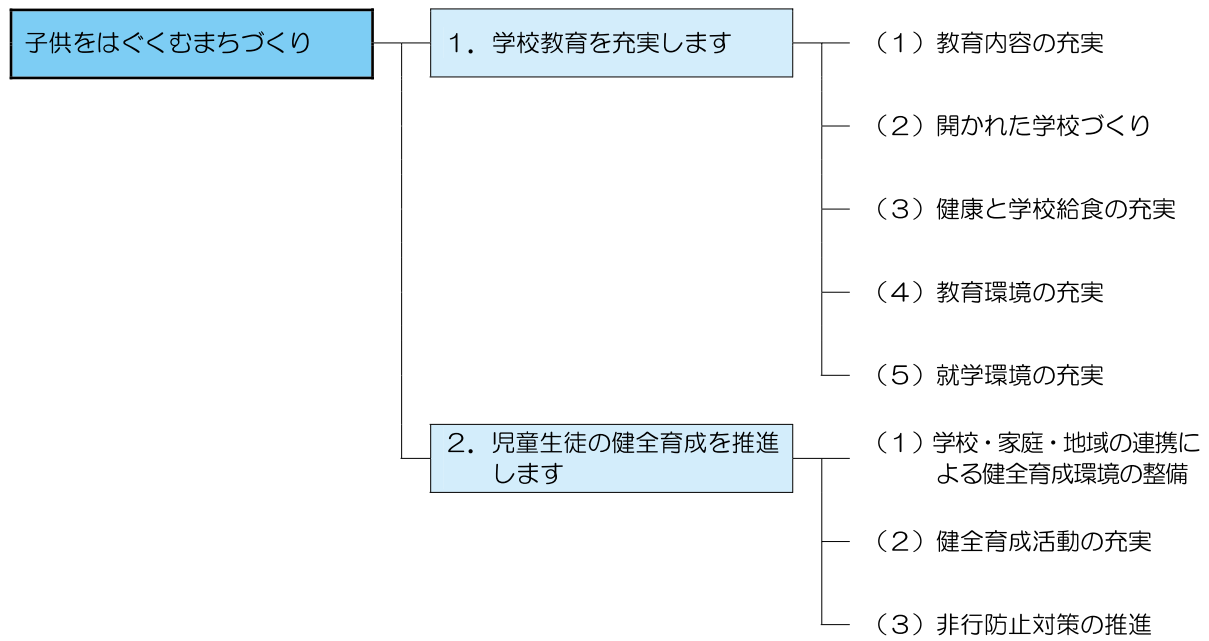 子供をはぐくむまちづくり
１．学校教育を充実します
（１）教育内容の充実
（２）開かれた学校づくり
（３）健康と学校給食の充実
（４）教育環境の充実
（５）就学環境の充実
２．児童生徒の健全育成を推進
します
（１）学校・家庭・地域の連携に
よる健全育成環境の整備
（２）健全育成活動の充実
（３）非行防止対策の推進